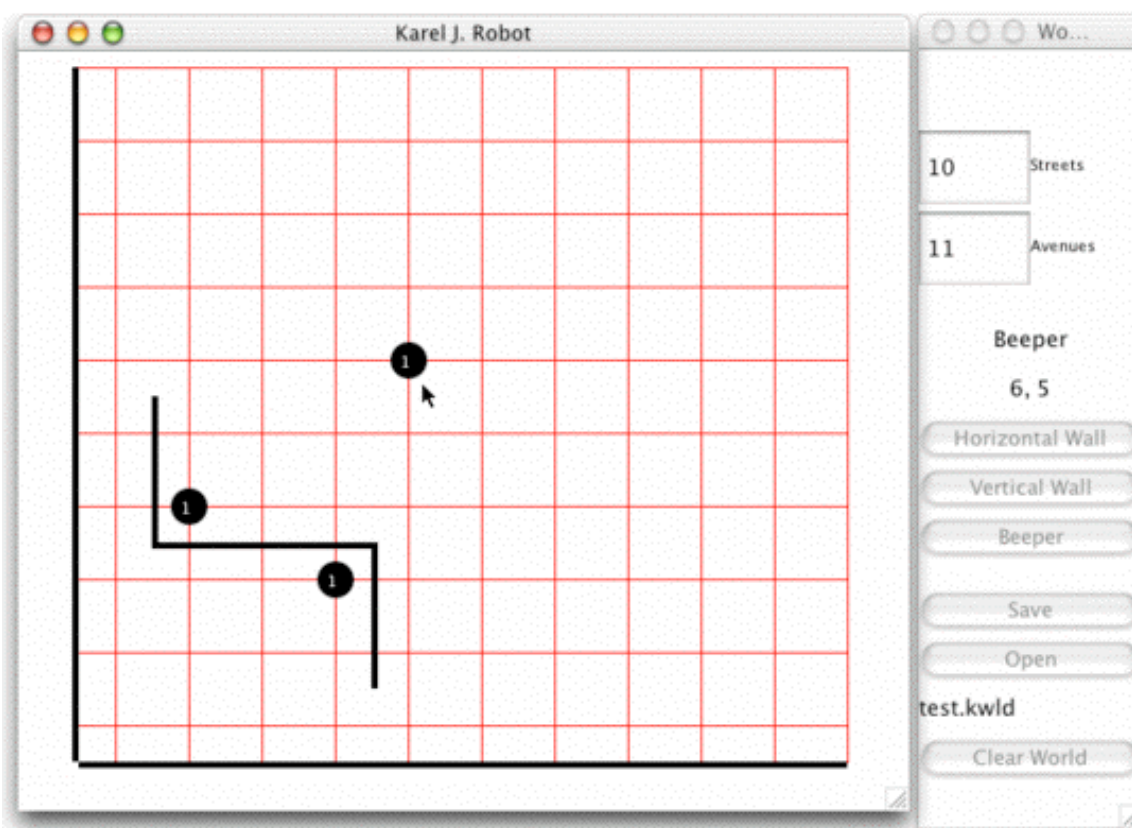 Karel J. Robot
1
1
1
Wo...
10 Streets
11 Avenues
Beeper
6, 5
Horizontal Wall
Vertical Wall
Beeper
Save
Open
test.kwld
Clear World